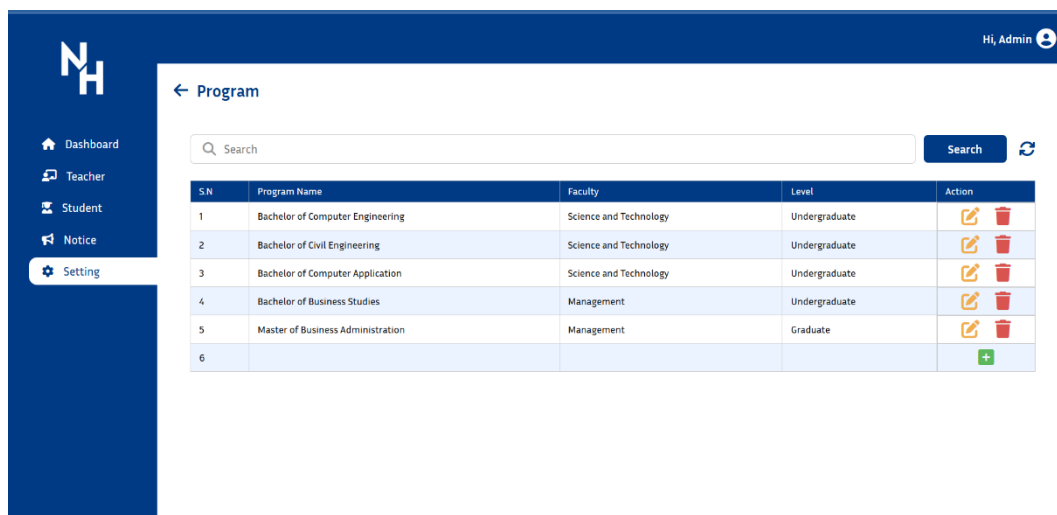 Hi, Admin
NH
← Program
Dashboard
Teacher
Student
Notice
Setting
Search
Search
S.N Program Name Faculty Level Action
1 Bachelor of Computer Engineering Science and Technology Undergraduate
2 Bachelor of Civil Engineering Science and Technology Undergraduate
3 Bachelor of Computer Application Science and Technology Undergraduate
4 Bachelor of Business Studies Management Undergraduate
5 Master of Business Administration Management Graduate
6